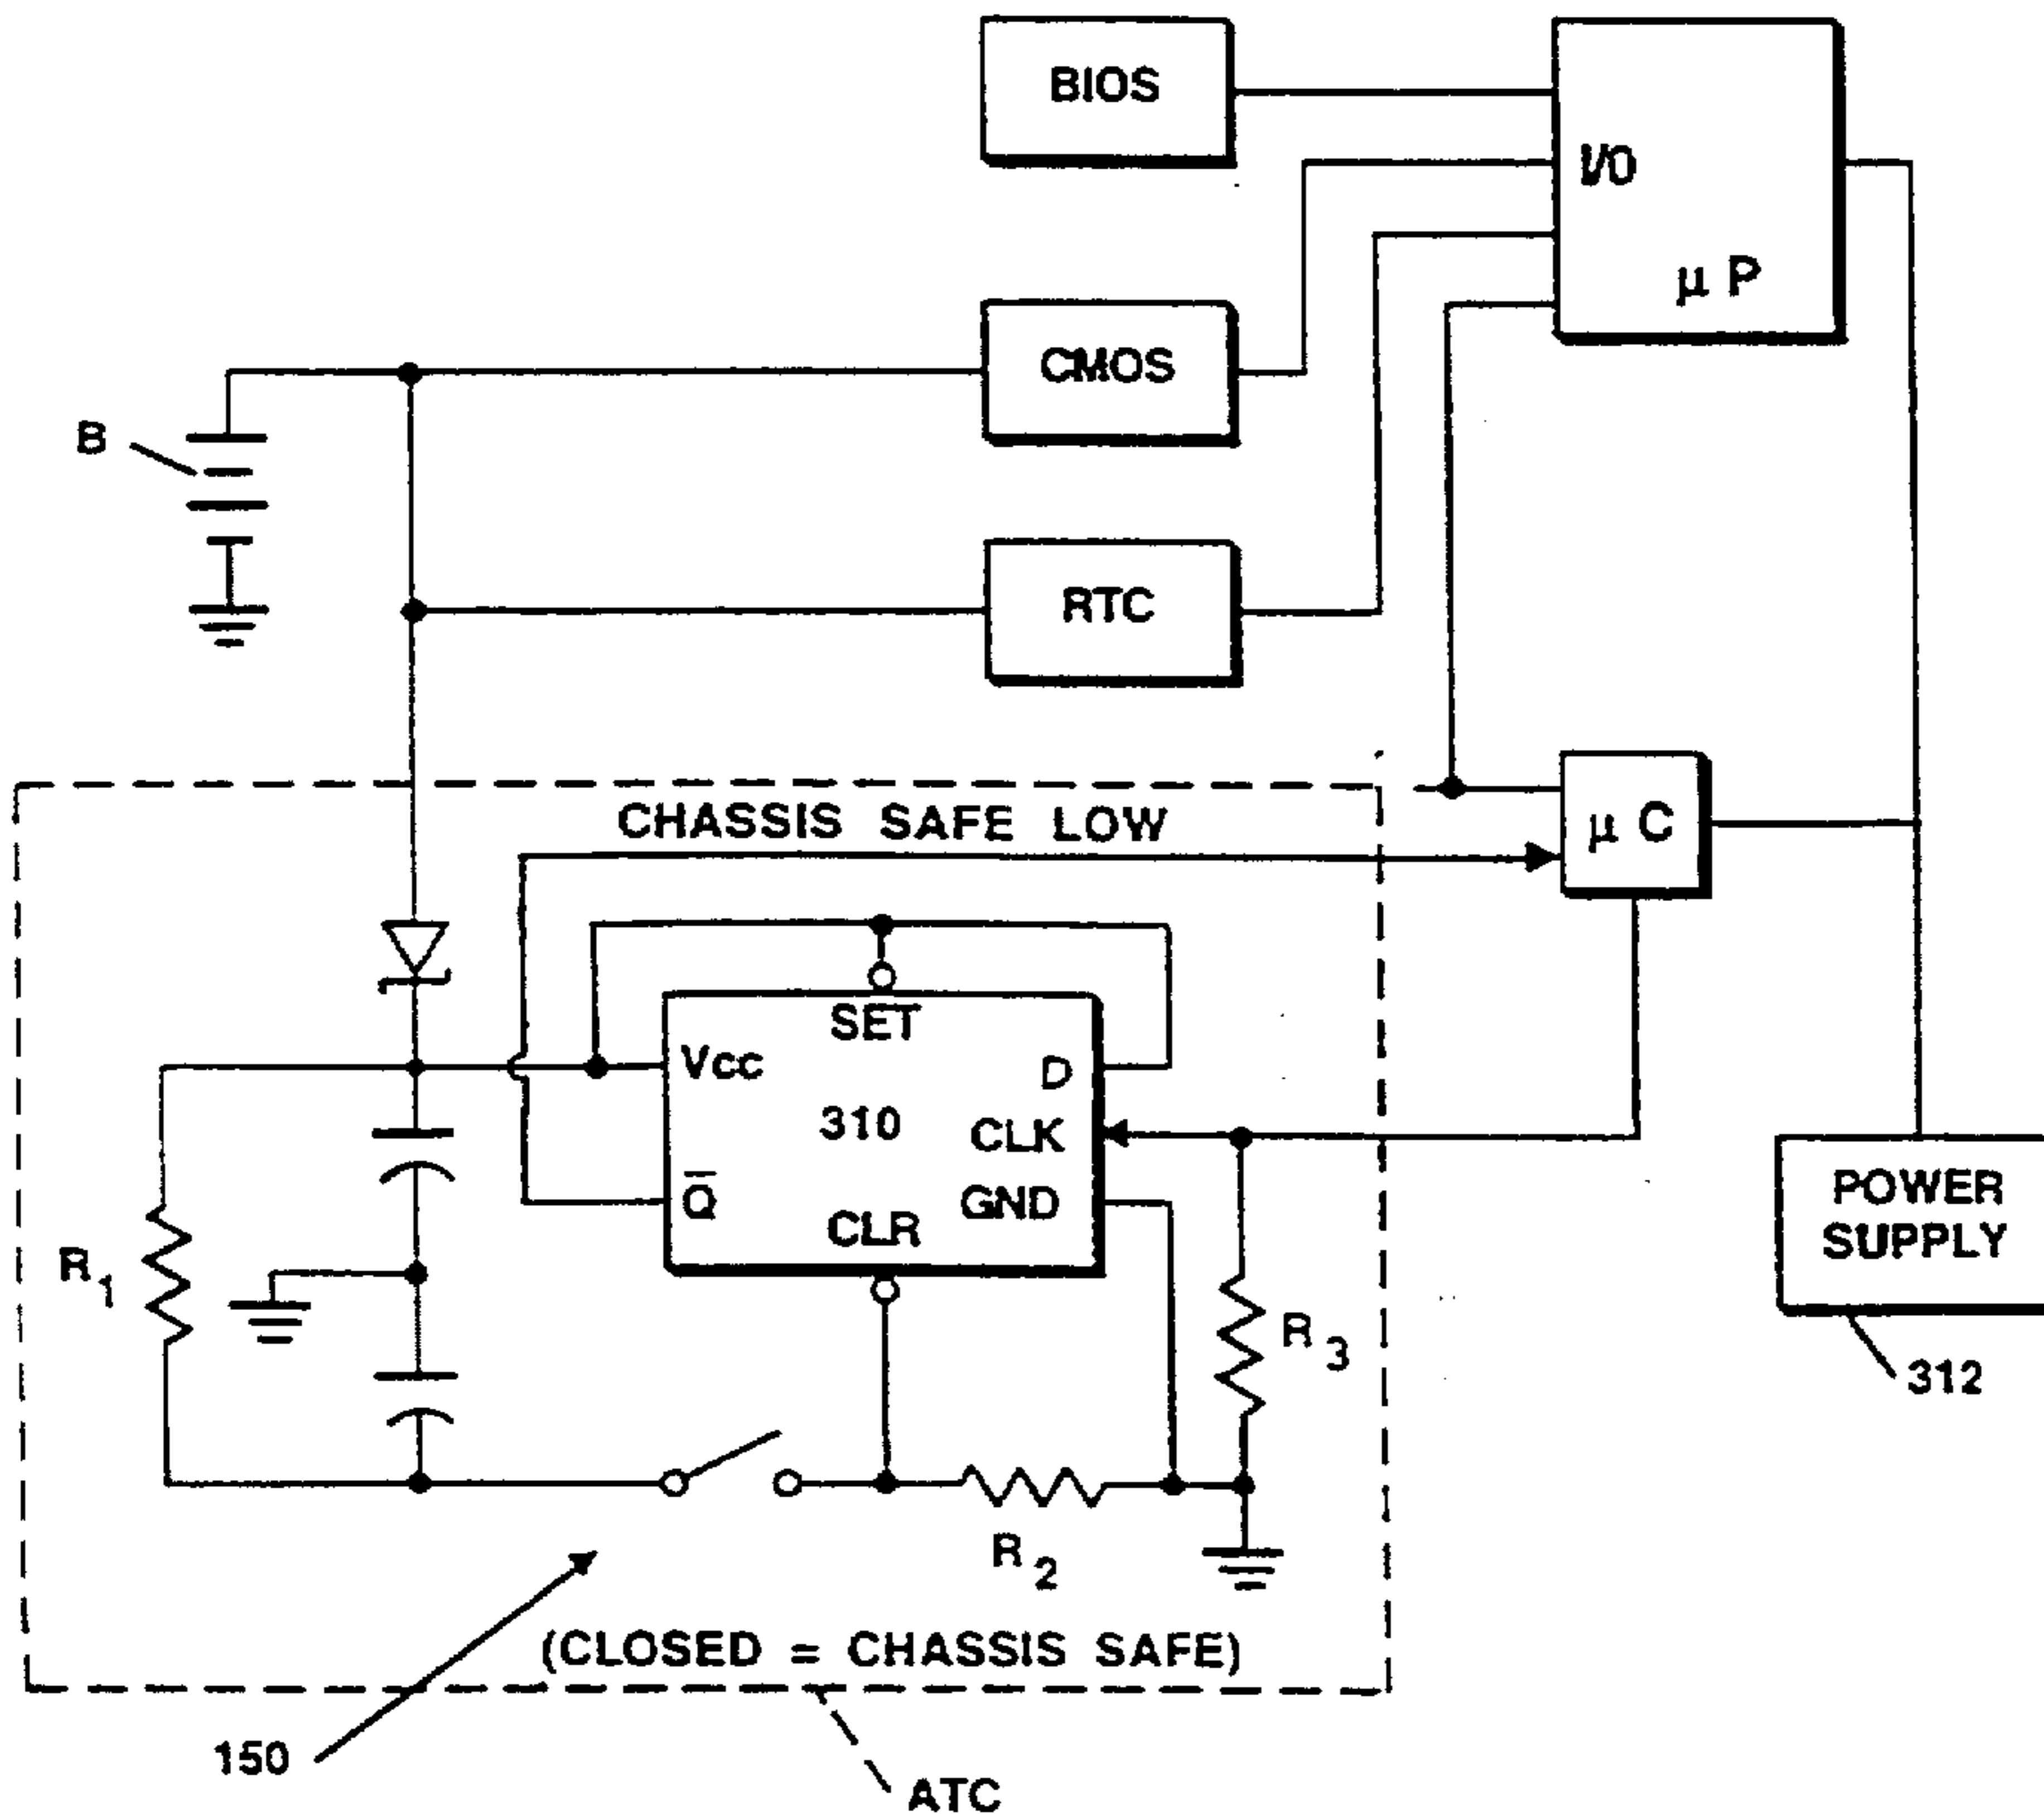 BIOS
I/O
μ P
CMOS
B
RTC
CHASSIS SAFE LOW
μ C
SET
Vcc
D
310
CLK
Q̅
GND
CLR
POWER
SUPPLY
R1
R3
312
R2
(CLOSED = CHASSIS SAFE)
150
ATC